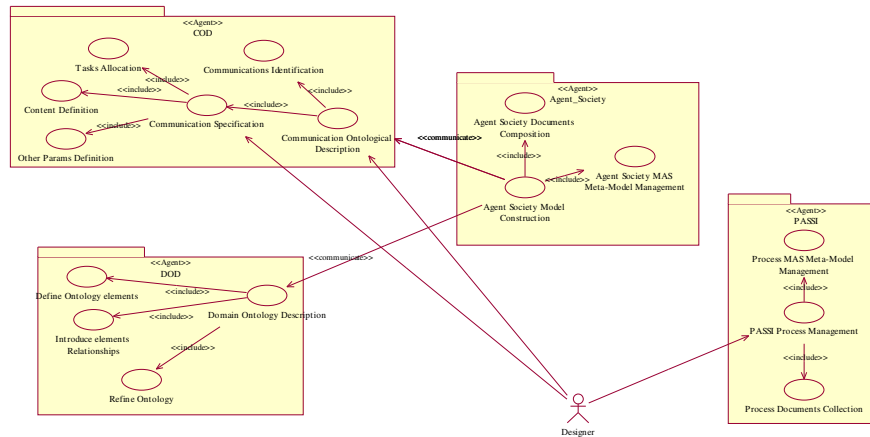 <<Agent>>
COD
Tasks Allocation
Communications Identification
<<include>>
<<include>>
<<include>>
<<include>>
Content Definition
Communication Specification
<<include>>
Communication Ontological
Description
Other Params Definition
<<Agent>>
Agent_Society
Agent Society Documents
Composition
<<communicate>>
<<include>>
<<include>>
Agent Society MAS
Meta-Model Management
Agent Society Model
Construction
<<communicate>>
<<Agent>>
DOD
Define Ontology elements
<<include>>
<<include>>
Domain Ontology Description
Introduce elements
Relationships
<<include>>
Refine Ontology
<<Agent>>
PASSI
Process MAS Meta-Model
Management
<<include>>
PASSI Process Management
<<include>>
Process Documents Collection
Designer